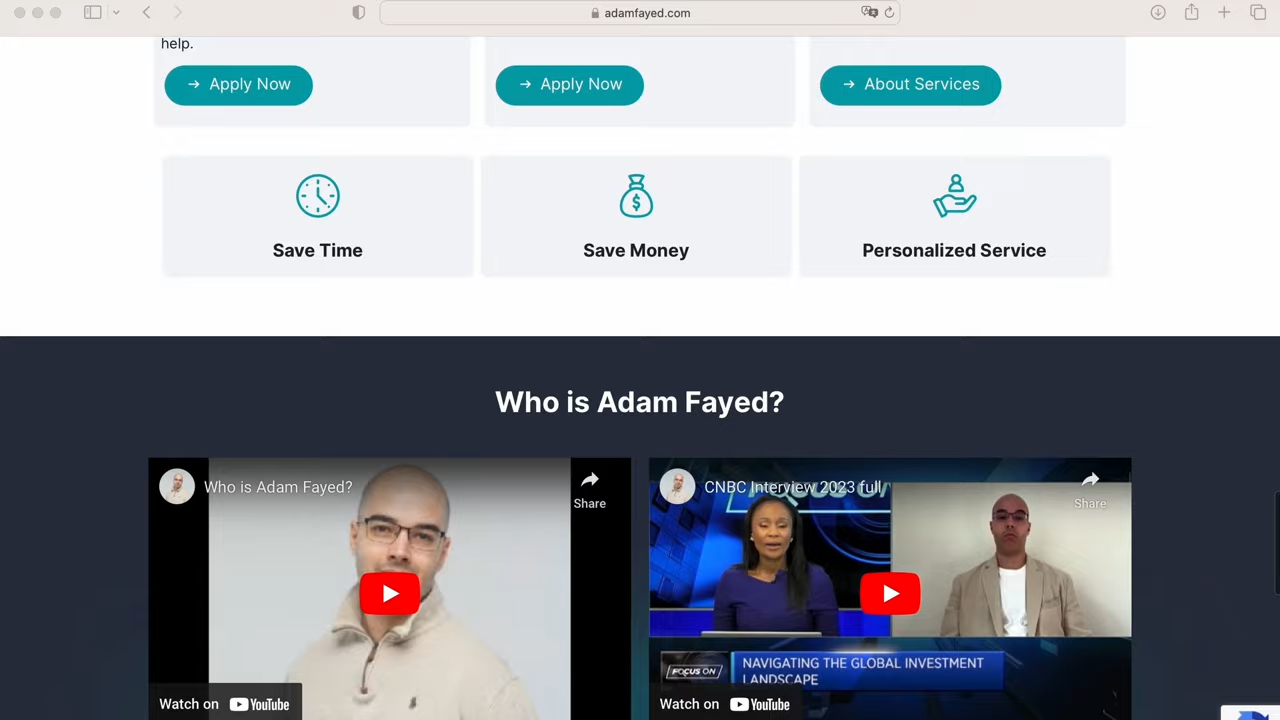 adamfayed.com
help.
→ Apply Now
→ Apply Now
→ About Services
Save Time
Save Money
Personalized Service
Who is Adam Fayed?
Who is Adam Fayed?
Share
CNBC Interview 2023 full
Share
FOCUS ON
NAVIGATING THE GLOBAL INVESTMENT
LANDSCAPE
Watch on YouTube
Watch on YouTube